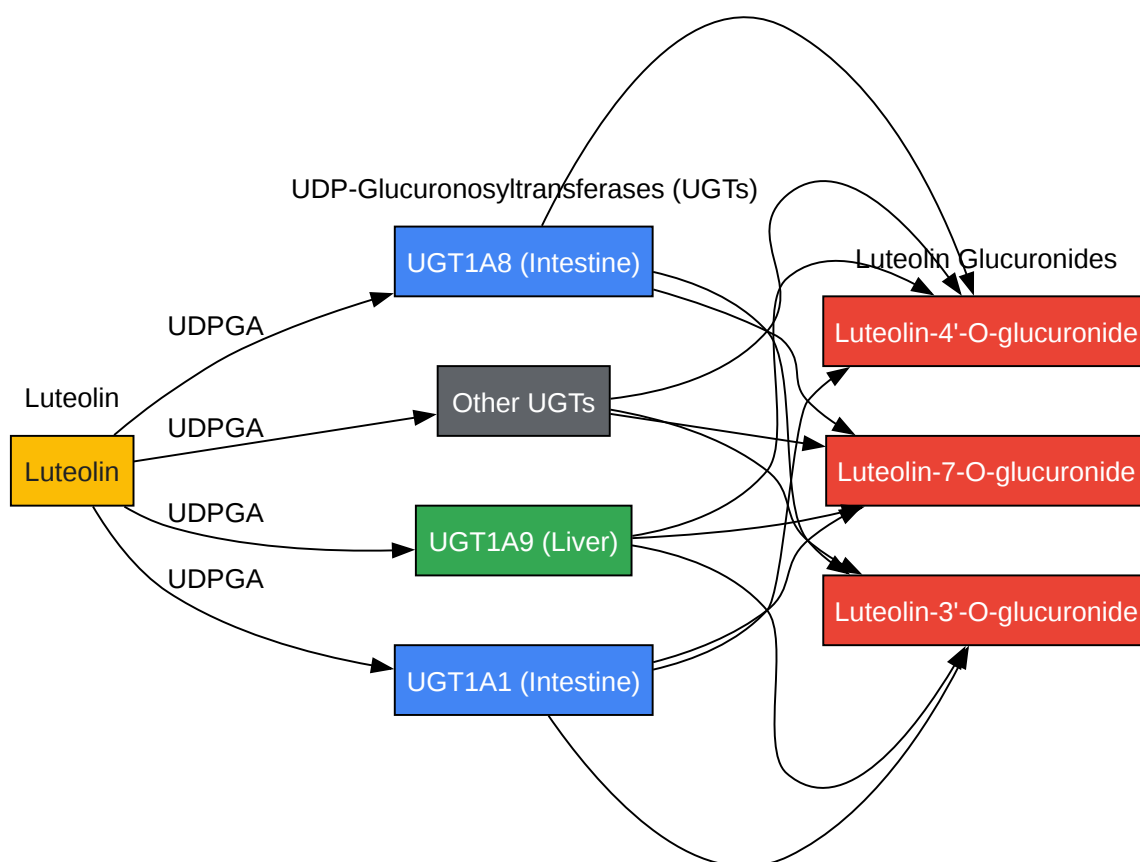 UDP-Glucuronosyltransferases (UGTs)
UGT1A8 (Intestine)
Luteolin Glucuronides
UDPGA
Luteolin-4'-O-glucuronide
Luteolin
Other UGTs
UDPGA
Luteolin
Luteolin-7-O-glucuronide
UDPGA
UGT1A9 (Liver)
UDPGA
Luteolin-3'-O-glucuronide
UGT1A1 (Intestine)